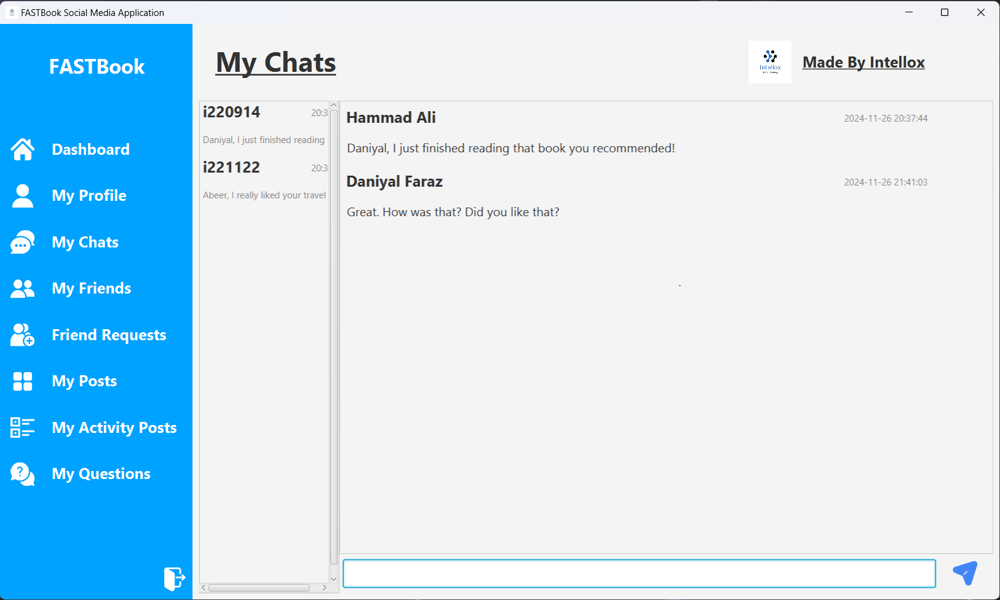 FASTBook Social Media Application
FASTBook
My Chats
Intellox
Made By Intellox
Dashboard
My Profile
My Chats
My Friends
Friend Requests
My Posts
My Activity Posts
My Questions
i220914
20:3
Daniyal, I just finished reading
i221122
20:3
Abeer, I really liked your travel
Hammad Ali
2024-11-26 20:37:44
Daniyal, I just finished reading that book you recommended!
Daniyal Faraz
2024-11-26 21:41:03
Great. How was that? Did you like that?